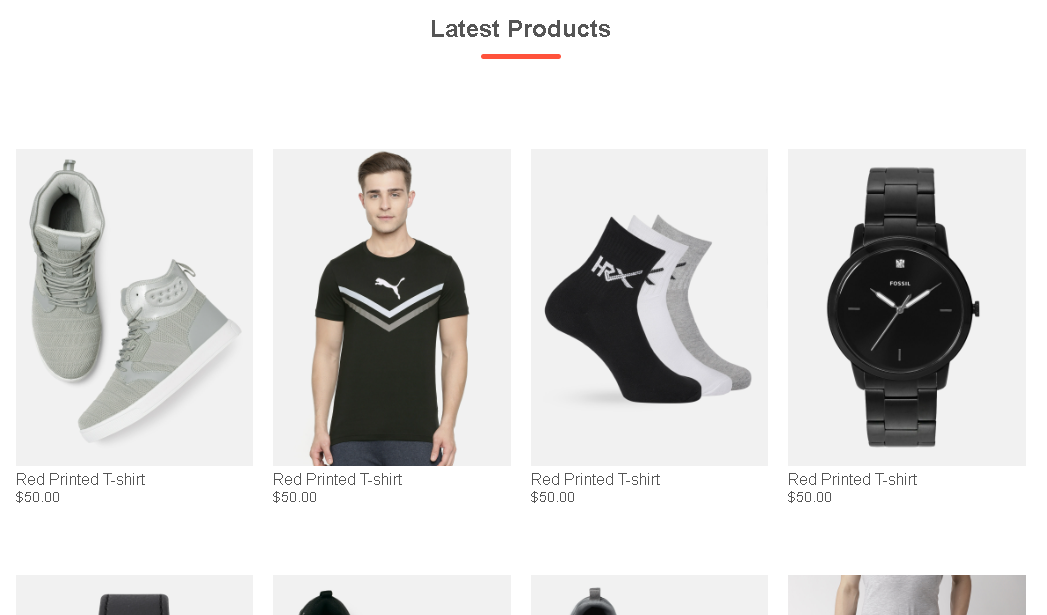 Latest Products
HRX
FOSSIL
Red Printed T-shirt
$50.00
Red Printed T-shirt
$50.00
Red Printed T-shirt
$50.00
Red Printed T-shirt
$50.00